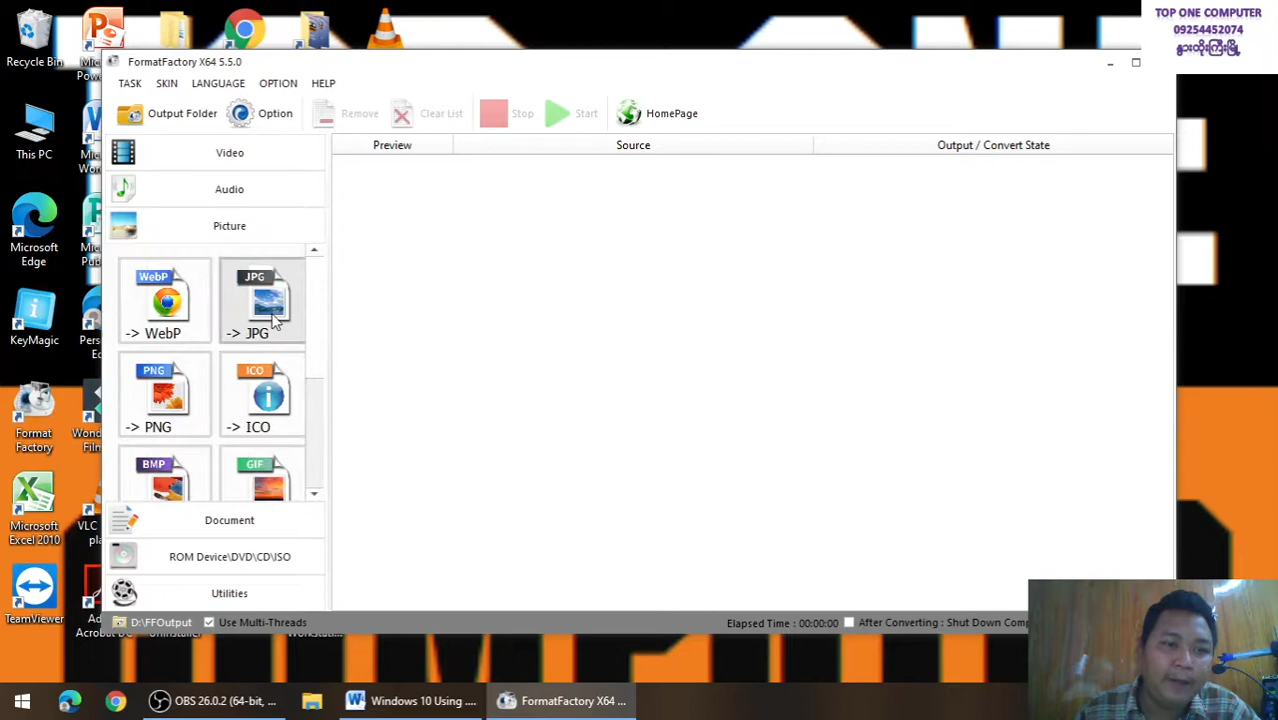 TOP ONE COMPUTER
09254452074
နွားထိုးကြီးမြို့
Recycle Bin
This PC
Microsoft
Edge
KeyMagic
Format
Factory
Microsoft
Excel 2010
TeamViewer
FormatFactory X64 5.5.0
TASK SKIN LANGUAGE OPTION HELP
Output Folder Option Remove Clear List Stop Start HomePage
Video
Audio
Picture
Preview Source Output / Convert State
WebP JPG
-> WebP -> JPG
PNG ICO
-> PNG -> ICO
BMP GIF
Document
ROM Device\DVD\CD\ISO
Utilities
D:\FFOutput Use Multi-Threads Elapsed Time : 00:00:00 After Converting : Shut Down Comp
OBS 26.0.2 (64-bit, ... Windows 10 Using .... FormatFactory X64 ...